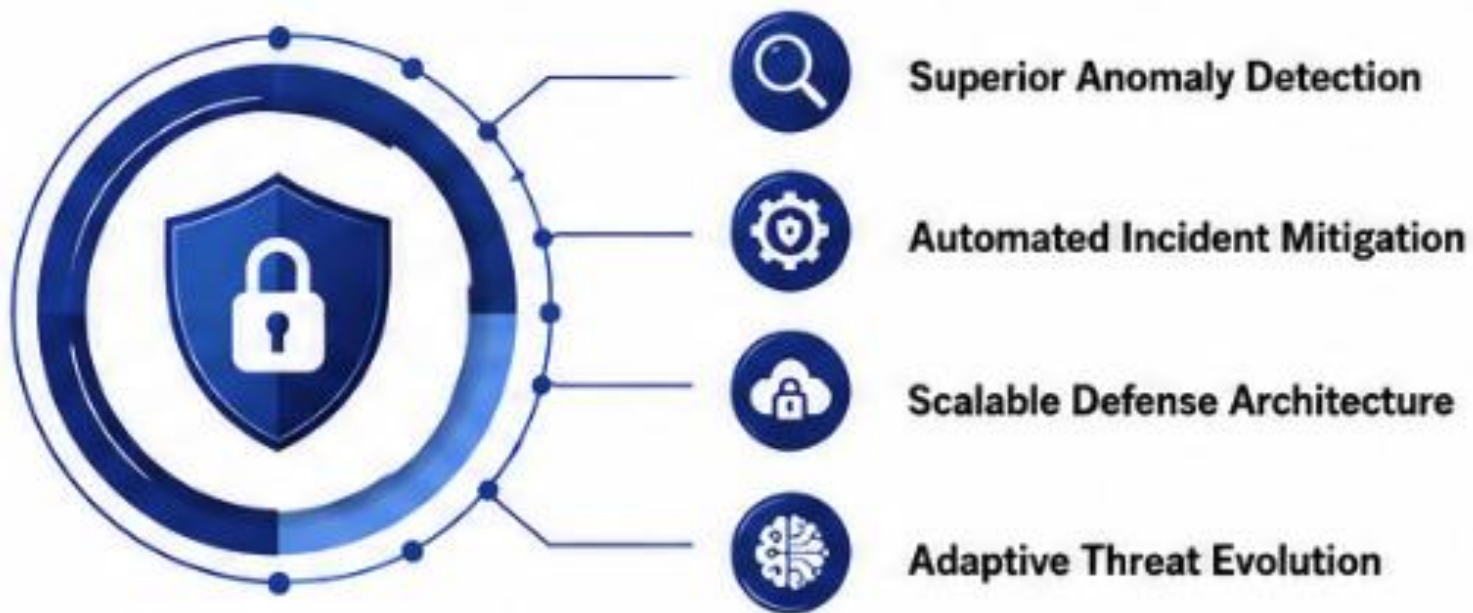 Superior Anomaly Detection
Automated Incident Mitigation
Scalable Defense Architecture
Adaptive Threat Evolution